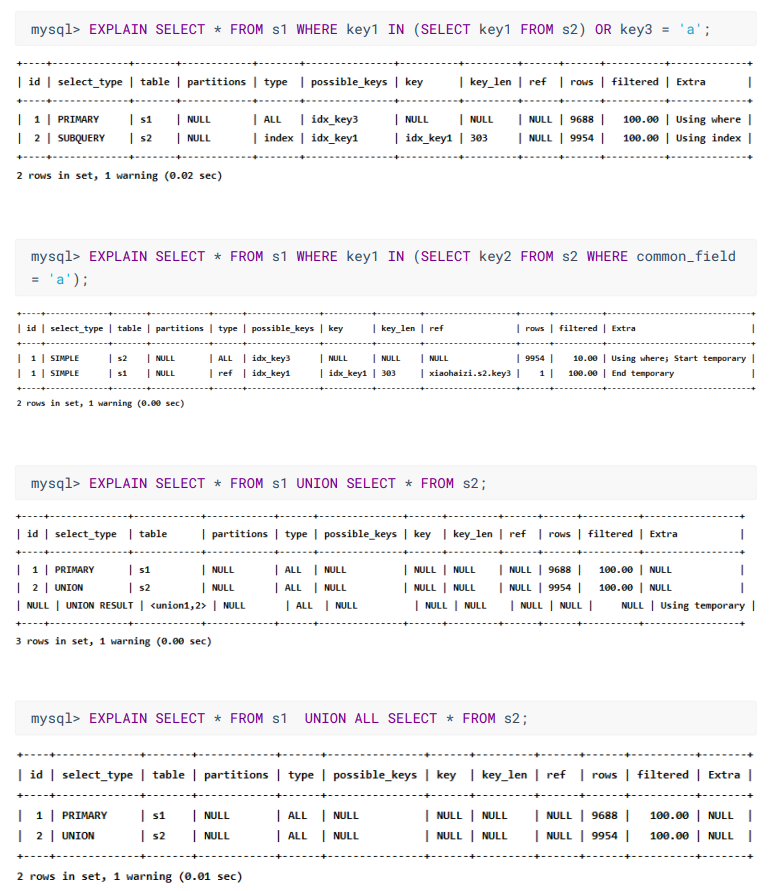 mysql> EXPLAIN SELECT * FROM s1 WHERE key1 IN (SELECT key1 FROM s2) OR key3 = 'a';
+----+-------------+-------+------------+-------+---------------+----------+---------+------+------+----------+-------------+
| id | select_type | table | partitions | type | possible_keys | key | key_len | ref | rows | filtered | Extra |
+----+-------------+-------+------------+-------+---------------+----------+---------+------+------+----------+-------------+
| 1 | PRIMARY | s1 | NULL | ALL | idx_key3 | NULL | NULL | NULL | 9688 | 100.00 | Using where |
| 2 | SUBQUERY | s2 | NULL | index | idx_key1 | idx_key1 | 303 | NULL | 9954 | 100.00 | Using index |
+----+-------------+-------+------------+-------+---------------+----------+---------+------+------+----------+-------------+
2 rows in set, 1 warning (0.02 sec)
mysql> EXPLAIN SELECT * FROM s1 WHERE key1 IN (SELECT key2 FROM s2 WHERE common_field
= 'a');
+----+-------------+-------+------------+------+---------------+----------+---------+-------------------+------+----------+------------------------------+
| id | select_type | table | partitions | type | possible_keys | key | key_len | ref | rows | filtered | Extra |
+----+-------------+-------+------------+------+---------------+----------+---------+-------------------+------+----------+------------------------------+
| 1 | SIMPLE | s2 | NULL | ALL | idx_key3 | NULL | NULL | NULL | 9954 | 10.00 | Using where; Start temporary |
| 1 | SIMPLE | s1 | NULL | ref | idx_key1 | idx_key1 | 303 | xiaohaizi.s2.key3 | 1 | 100.00 | End temporary |
+----+-------------+-------+------------+------+---------------+----------+---------+-------------------+------+----------+------------------------------+
2 rows in set, 1 warning (0.00 sec)
mysql> EXPLAIN SELECT * FROM s1 UNION SELECT * FROM s2;
+----+--------------+------------+------------+------+---------------+------+---------+------+------+----------+-----------------+
| id | select_type | table | partitions | type | possible_keys | key | key_len | ref | rows | filtered | Extra |
+----+--------------+------------+------------+------+---------------+------+---------+------+------+----------+-----------------+
| 1 | PRIMARY | s1 | NULL | ALL | NULL | NULL | NULL | NULL | 9688 | 100.00 | NULL |
| 2 | UNION | s2 | NULL | ALL | NULL | NULL | NULL | NULL | 9954 | 100.00 | NULL |
| NULL | UNION RESULT | <union1,2> | NULL | ALL | NULL | NULL | NULL | NULL | NULL | NULL | Using temporary |
+----+--------------+------------+------------+------+---------------+------+---------+------+------+----------+-----------------+
3 rows in set, 1 warning (0.00 sec)
mysql> EXPLAIN SELECT * FROM s1 UNION ALL SELECT * FROM s2;
+----+-------------+-------+------------+------+---------------+------+---------+------+------+----------+-------+
| id | select_type | table | partitions | type | possible_keys | key | key_len | ref | rows | filtered | Extra |
+----+-------------+-------+------------+------+---------------+------+---------+------+------+----------+-------+
| 1 | PRIMARY | s1 | NULL | ALL | NULL | NULL | NULL | NULL | 9688 | 100.00 | NULL |
| 2 | UNION | s2 | NULL | ALL | NULL | NULL | NULL | NULL | 9954 | 100.00 | NULL |
+----+-------------+-------+------------+------+---------------+------+---------+------+------+----------+-------+
2 rows in set, 1 warning (0.01 sec)